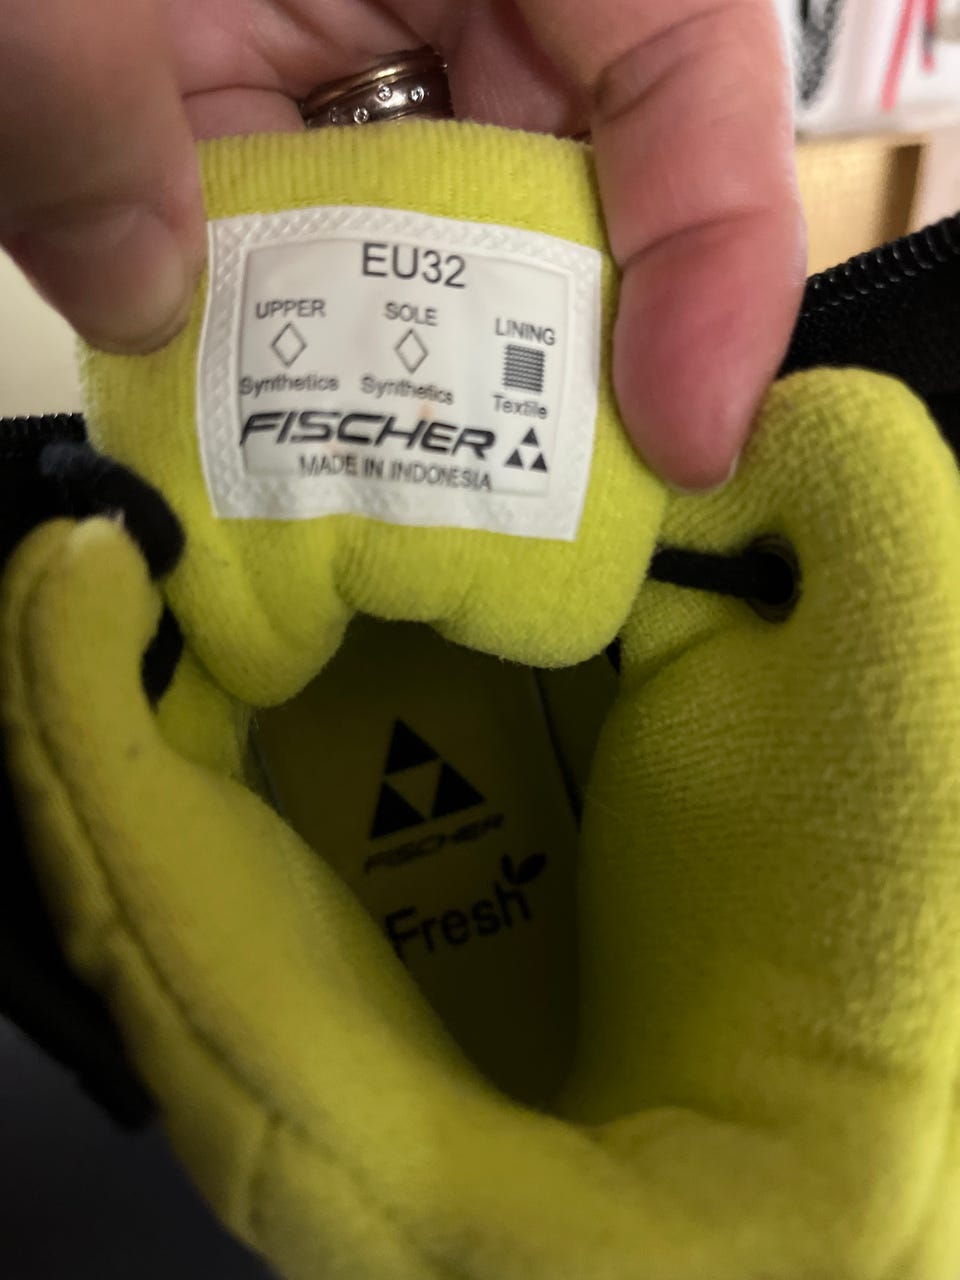 EU32
UPPER SOLE LINING
Synthetics Synthetics Textile
FISCHER
MADE IN INDONESIA
FISCHER
Fresh